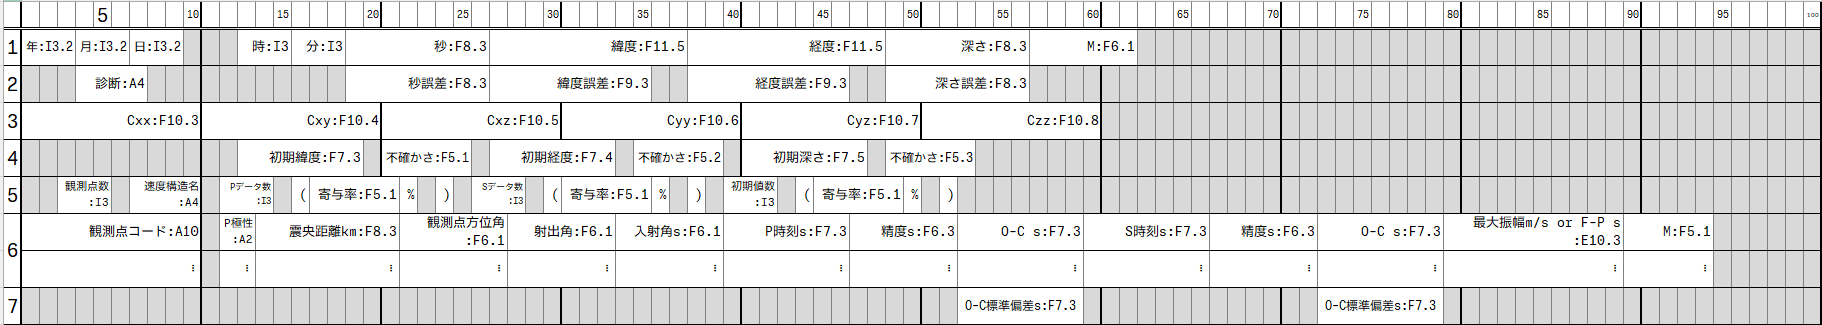 5 10 15 20 25 30 35 40 45 50 55 60 65 70 75 80 85 90 95 100
1 年:I3.2 月:I3.2 日:I3.2 時:I3 分:I3 秒:F8.3 緯度:F11.5 経度:F11.5 深さ:F8.3 M:F6.1
2 診断:A4 秒誤差:F8.3 緯度誤差:F9.3 経度誤差:F9.3 深さ誤差:F8.3
3 Cxx:F10.3 Cxy:F10.4 Cxz:F10.5 Cyy:F10.6 Cyz:F10.7 Czz:F10.8
4 初期緯度:F7.3 不確かさ:F5.1 初期経度:F7.4 不確かさ:F5.2 初期深さ:F7.5 不確かさ:F5.3
5 観測点数:I3 速度構造名:A4 Pデータ数:I3 ( 寄与率:F5.1 % ) Sデータ数:I3 ( 寄与率:F5.1 % ) 初期値数:I3 ( 寄与率:F5.1 % )
6 観測点コード:A10 P極性:A2 震央距離km:F8.3 観測点方位角:F6.1 射出角:F6.1 入射角s:F6.1 P時刻s:F7.3 精度s:F6.3 O-C s:F7.3 S時刻s:F7.3 精度s:F6.3 O-C s:F7.3 最大振幅m/s or F-P s:E10.3 M:F5.1
⋮ ⋮ ⋮ ⋮ ⋮ ⋮ ⋮ ⋮ ⋮ ⋮ ⋮ ⋮ ⋮ ⋮
7 O-C標準偏差s:F7.3 O-C標準偏差s:F7.3